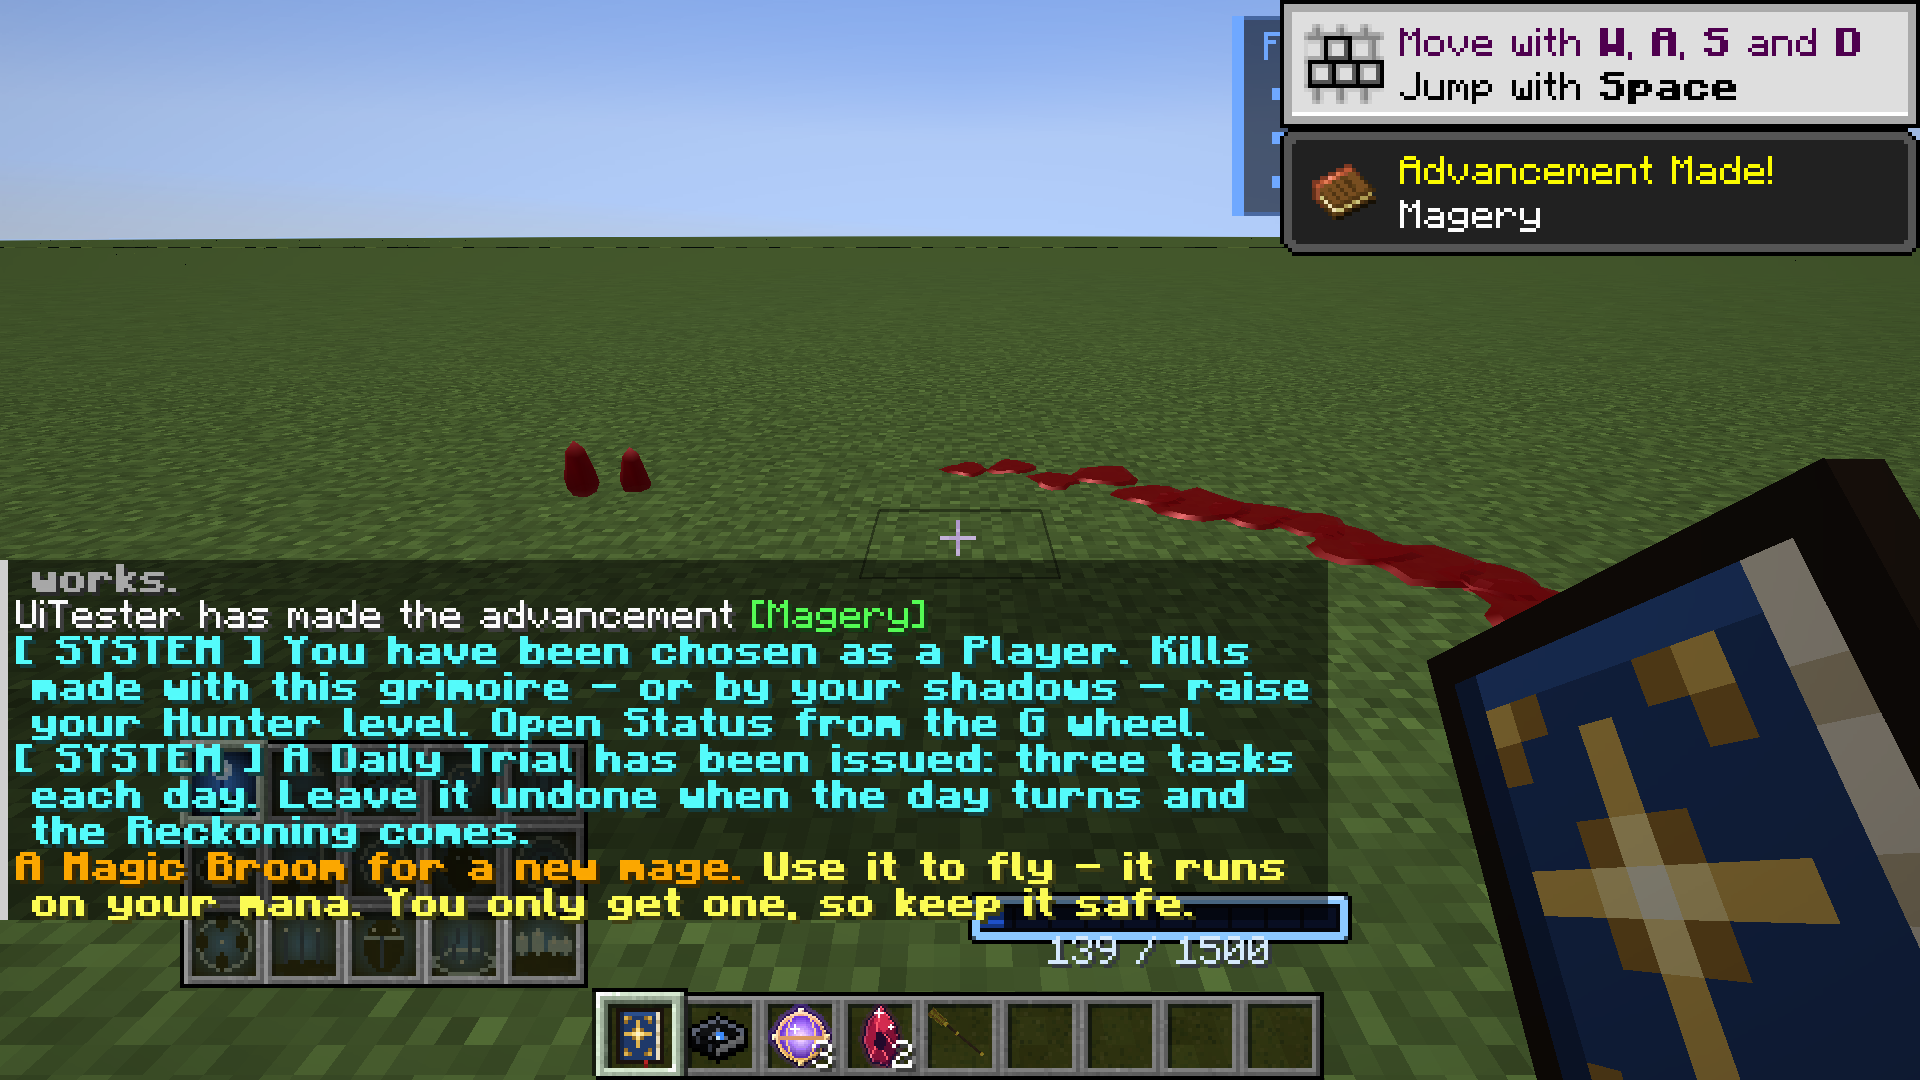 F
Move with W, A, S and D
Jump with Space
Advancement Made!
Magery
works.
UiTester has made the advancement [Magery]
[ SYSTEM ] You have been chosen as a Player. Kills
made with this grimoire — or by your shadows — raise
your Hunter level. Open Status from the G wheel.
[ SYSTEM ] A Daily Trial has been issued: three tasks
each day. Leave it undone when the day turns and
the Reckoning comes.
A Magic Broom for a new mage. Use it to fly — it runs
on your mana. You only get one, so keep it safe.
139 / 1500
3
2